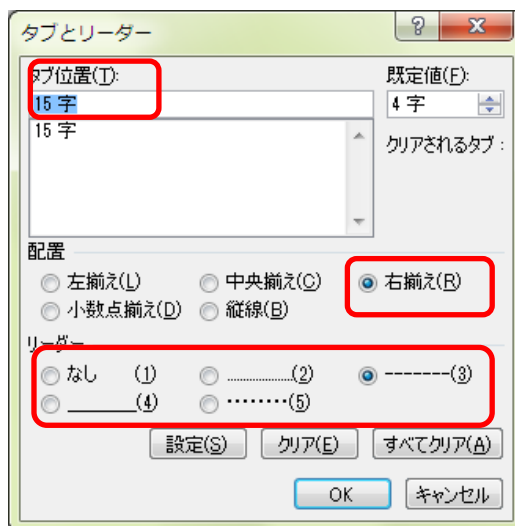 タブとリーダー
タブ位置(T): 既定値(F):
15 字 4 字
15 字 クリアされるタブ：
配置
左揃え(L) 中央揃え(C) 右揃え(R)
小数点揃え(D) 縦線(B)
リーダー
なし (1) ....................(2) -------(3)
_______(4) ········(5)
設定(S) クリア(E) すべてクリア(A)
OK キャンセル